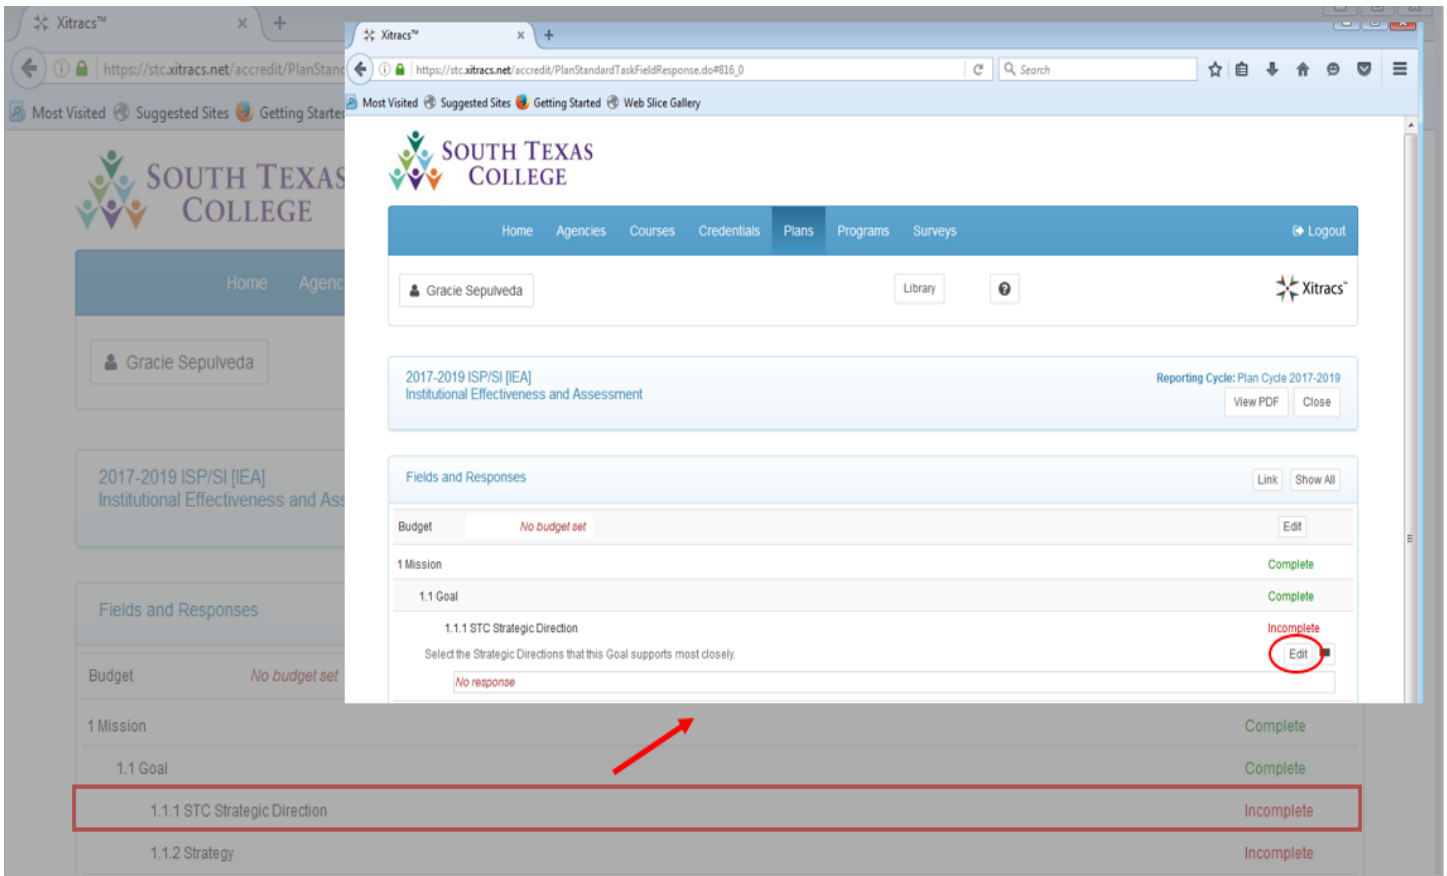 Xitracs™
https://stc.xitracs.net/accredit/PlanStand
Most Visited Suggested Sites Getting Started
SOUTH TEXAS
COLLEGE
Home Agenc
Gracie Sepulveda
2017-2019 ISP/SI [IEA]
Institutional Effectiveness and Ass
Fields and Responses
Budget No budget set
Xitracs™
https://stc.xitracs.net/accredit/PlanStandardTaskFieldResponse.do#816_0 Search
Most Visited Suggested Sites Getting Started Web Slice Gallery
SOUTH TEXAS
COLLEGE
Home Agencies Courses Credentials Plans Programs Surveys Logout
Gracie Sepulveda Library ? Xitracs™
2017-2019 ISP/SI [IEA] Reporting Cycle: Plan Cycle 2017-2019
Institutional Effectiveness and Assessment View PDF Close
Fields and Responses Link Show All
Budget No budget set Edit
1 Mission Complete
1.1 Goal Complete
1.1.1 STC Strategic Direction Incomplete
Select the Strategic Directions that this Goal supports most closely. Edit
No response
1 Mission Complete
1.1 Goal Complete
1.1.1 STC Strategic Direction Incomplete
1.1.2 Strategy Incomplete